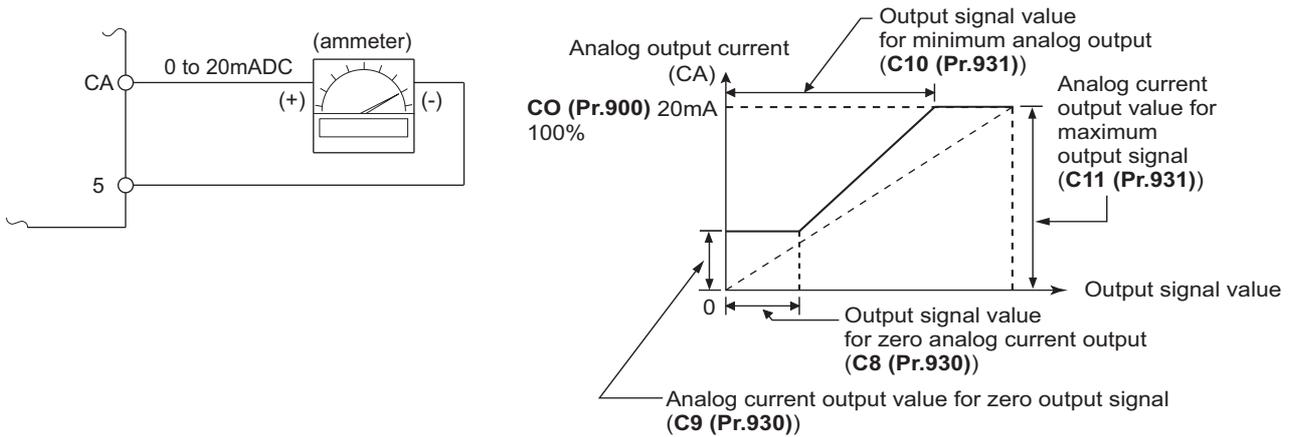 CA
0 to 20mADC
(ammeter)
(+)
(-)
5
Analog output current
(CA)
CO (Pr.900) 20mA
100%
Output signal value
for minimum analog output
(C10 (Pr.931))
Analog current
output value for
maximum
output signal
(C11 (Pr.931))
0
Output signal value
Output signal value
for zero analog current output
(C8 (Pr.930))
Analog current output value for zero output signal
(C9 (Pr.930))